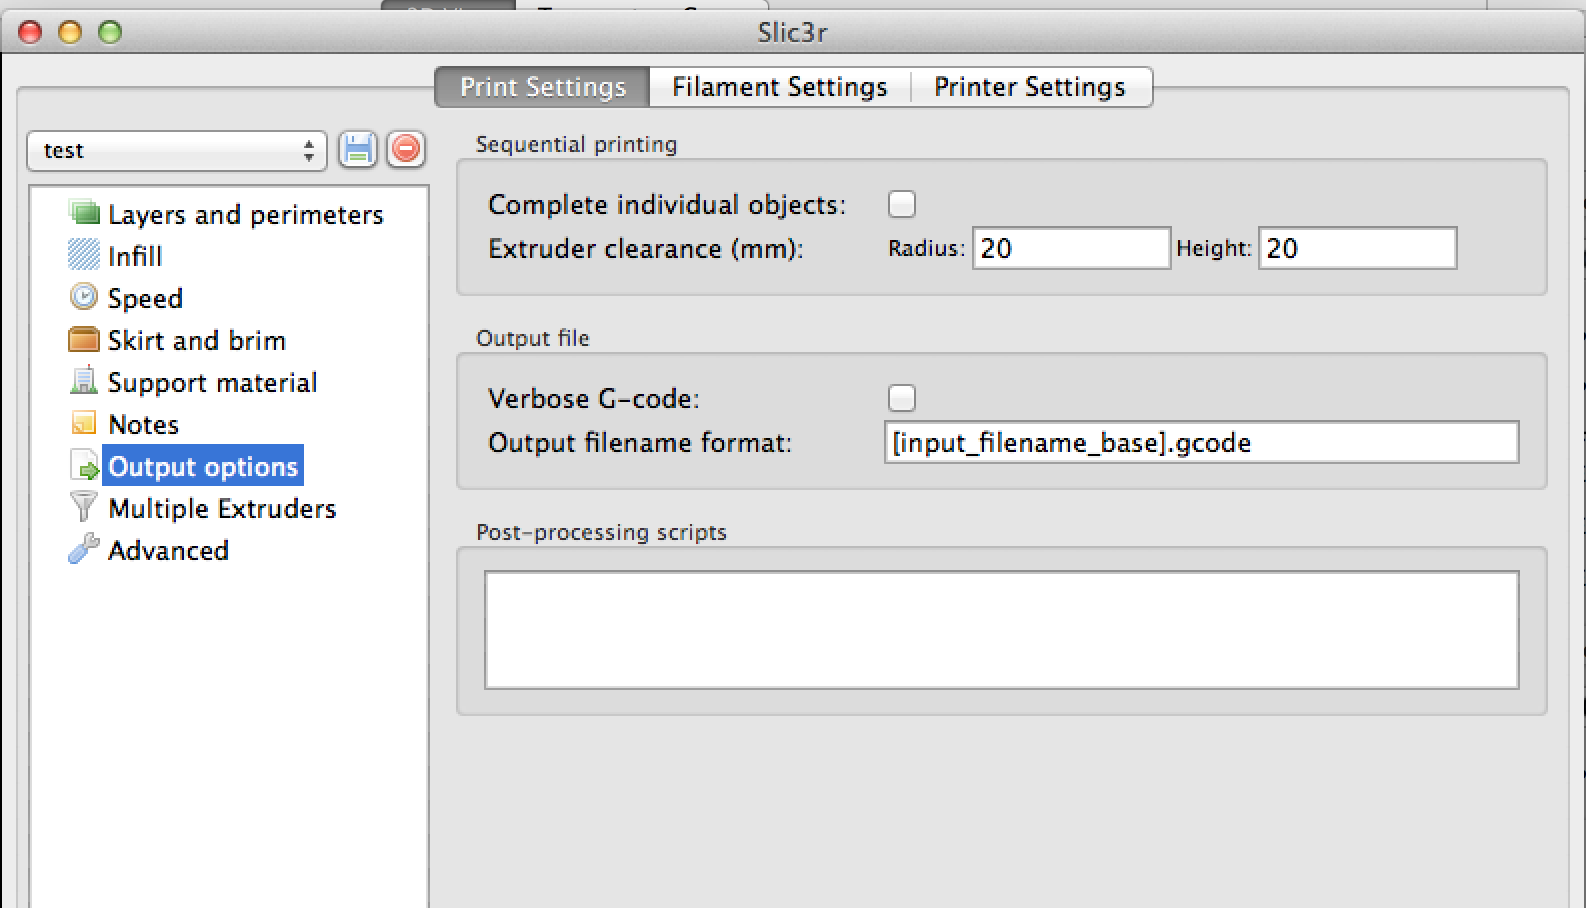 Slic3r
Print Settings Filament Settings Printer Settings
test
Layers and perimeters
Infill
Speed
Skirt and brim
Support material
Notes
Output options
Multiple Extruders
Advanced
Sequential printing
Complete individual objects:
Extruder clearance (mm): Radius: 20 Height: 20
Output file
Verbose G-code:
Output filename format: [input_filename_base].gcode
Post-processing scripts